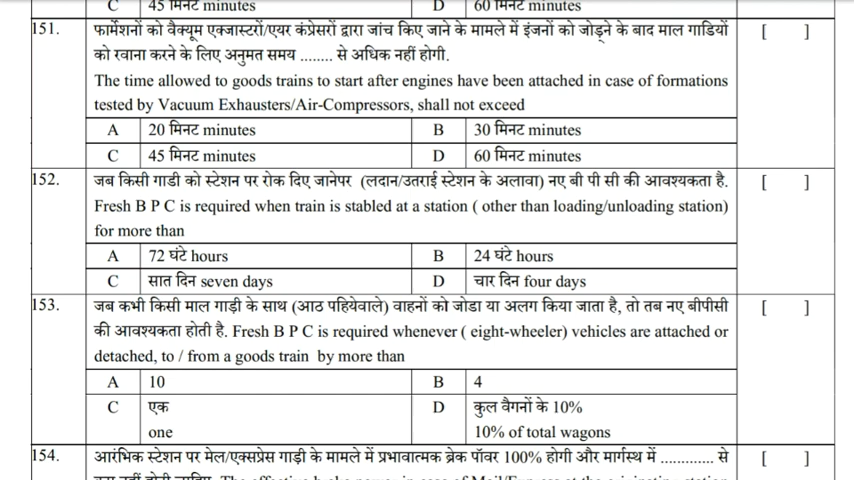 C 45 मिनट minutes D 60 मिनट minutes
151. फार्मेशनों को वैक्यूम एक्जास्टरों/एयर कंप्रेसरों द्वारा जांच किए जाने के मामले में इंजनों को जोड़ने के बाद माल गाडियों [ ]
को रवाना करने के लिए अनुमत समय ........ से अधिक नहीं होगी.
The time allowed to goods trains to start after engines have been attached in case of formations
tested by Vacuum Exhausters/Air-Compressors, shall not exceed
A 20 मिनट minutes B 30 मिनट minutes
C 45 मिनट minutes D 60 मिनट minutes
152. जब किसी गाडी को स्टेशन पर रोक दिए जानेपर (लदान/उतराई स्टेशन के अलावा) नए बी पी सी की आवश्यकता है. [ ]
Fresh B P C is required when train is stabled at a station ( other than loading/unloading station)
for more than
A 72 घंटे hours B 24 घंटे hours
C सात दिन seven days D चार दिन four days
153. जब कभी किसी माल गाड़ी के साथ (आठ पहियेवाले) वाहनों को जोडा या अलग किया जाता है, तो तब नए बीपीसी [ ]
की आवश्यकता होती है. Fresh B P C is required whenever ( eight-wheeler) vehicles are attached or
detached, to / from a goods train by more than
A 10 B 4
C एक D कुल वैगनों के 10%
one 10% of total wagons
154. आरंभिक स्टेशन पर मेल/एक्सप्रेस गाड़ी के मामले में प्रभावात्मक ब्रेक पॉवर 100% होगी और मार्गस्थ में ............. से [ ]